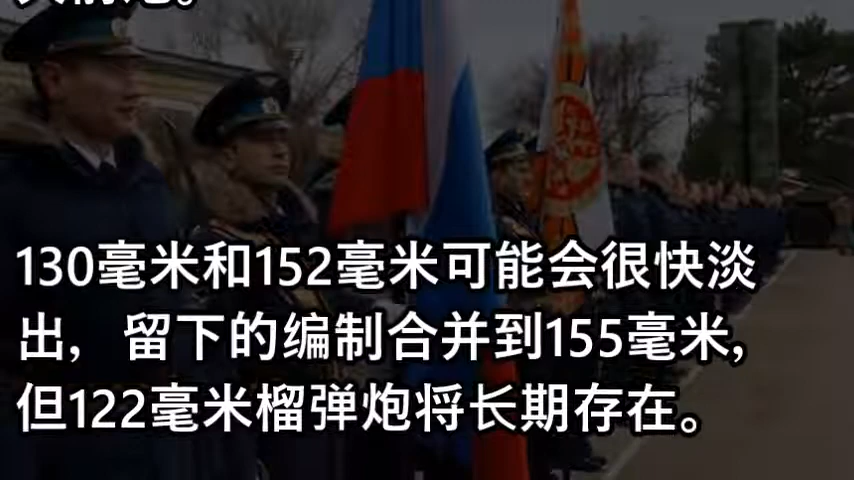 130毫米和152毫米可能会很快淡
出，留下的编制合并到155毫米，
但122毫米榴弹炮将长期存在。